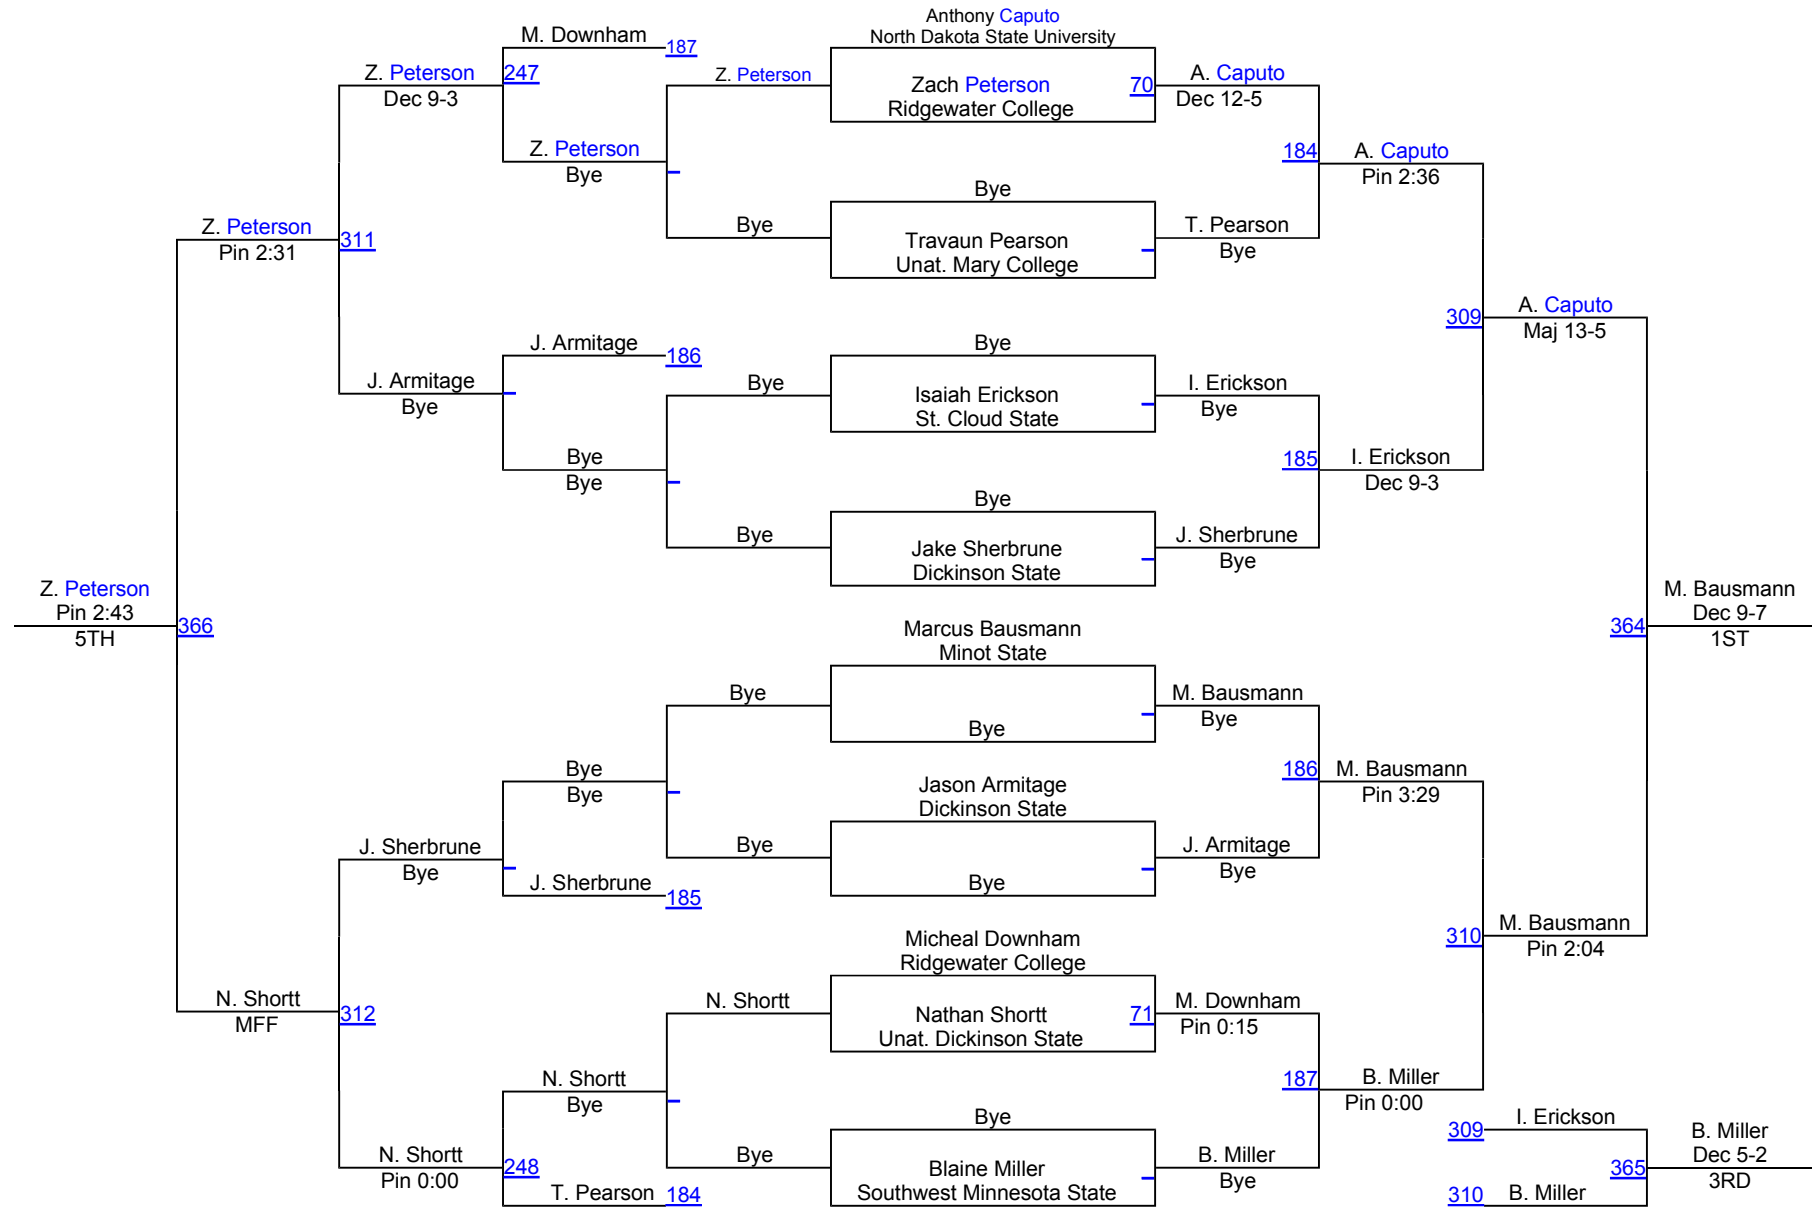 Anthony Caputo
North Dakota State University
M. Downham
187
Z. Peterson
247
Dec 9-3
Z. Peterson
Zach Peterson
70
Ridgewater College
A. Caputo
Dec 12-5
Z. Peterson
Bye
184
A. Caputo
Pin 2:36
Bye
Z. Peterson
311
Pin 2:31
Bye
Travaun Pearson
Unat. Mary College
T. Pearson
Bye
A. Caputo
309
Maj 13-5
J. Armitage
186
Bye
J. Armitage
Bye
Bye
Isaiah Erickson
St. Cloud State
I. Erickson
Bye
Bye
Bye
185
I. Erickson
Dec 9-3
Bye
Bye
Jake Sherbrune
Dickinson State
J. Sherbrune
Bye
Z. Peterson
Pin 2:43
366
5TH
M. Bausmann
Dec 9-7
364
1ST
Marcus Bausmann
Minot State
Bye
Bye
M. Bausmann
Bye
Bye
Bye
Jason Armitage
Dickinson State
186
M. Bausmann
Pin 3:29
J. Sherbrune
Bye
Bye
Bye
J. Armitage
Bye
J. Sherbrune
185
Micheal Downham
Ridgewater College
310
M. Bausmann
Pin 2:04
N. Shortt
312
MFF
N. Shortt
Nathan Shortt
71
Unat. Dickinson State
M. Downham
Pin 0:15
N. Shortt
Bye
187
B. Miller
Pin 0:00
Bye
N. Shortt
248
Pin 0:00
Bye
Blaine Miller
Southwest Minnesota State
B. Miller
Bye
T. Pearson
184
309
I. Erickson
B. Miller
Dec 5-2
365
3RD
310
B. Miller